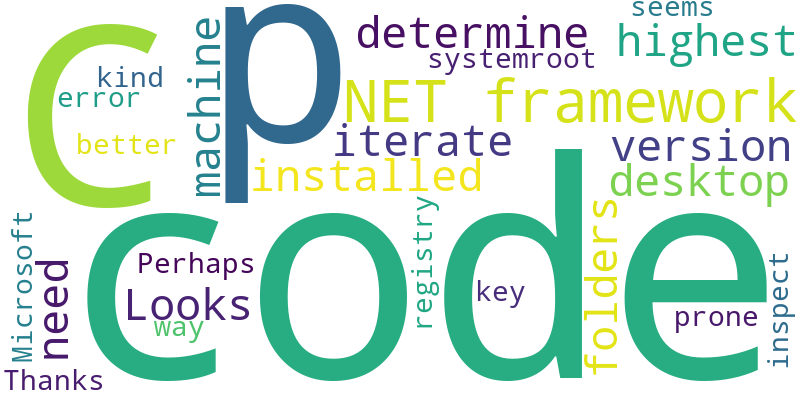 C
p
seems
determine
highest
systemroot
kind
error
machine
NET framework
better
iterate
version
installed
desktop
code
Microsoft
need
Perhaps
Looks
way
registry
key
folders
prone
inspect
Thanks